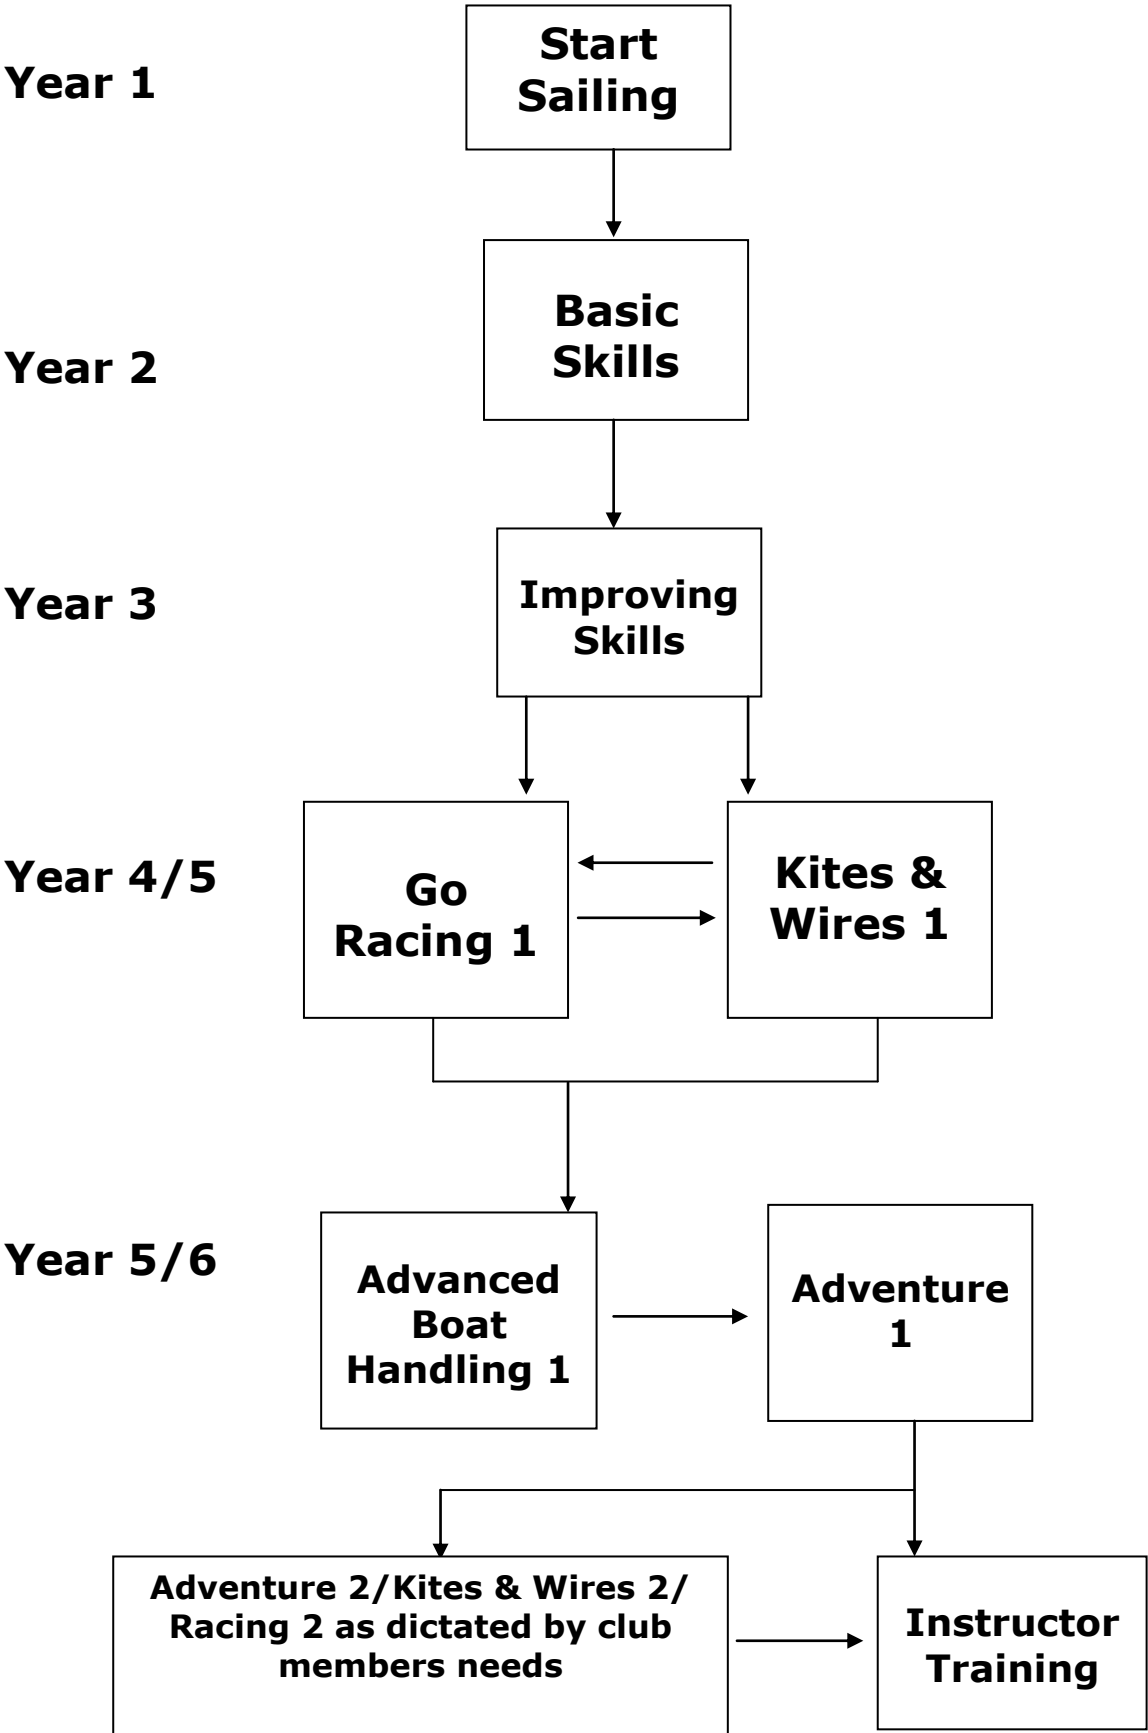 Start
Sailing
Year 1
Basic
Skills
Year 2
Improving
Skills
Year 3
Go
Racing 1
Kites &
Wires 1
Year 4/5
Advanced
Boat
Handling 1
Adventure
1
Year 5/6
Adventure 2/Kites & Wires 2/
Racing 2 as dictated by club
members needs
Instructor
Training